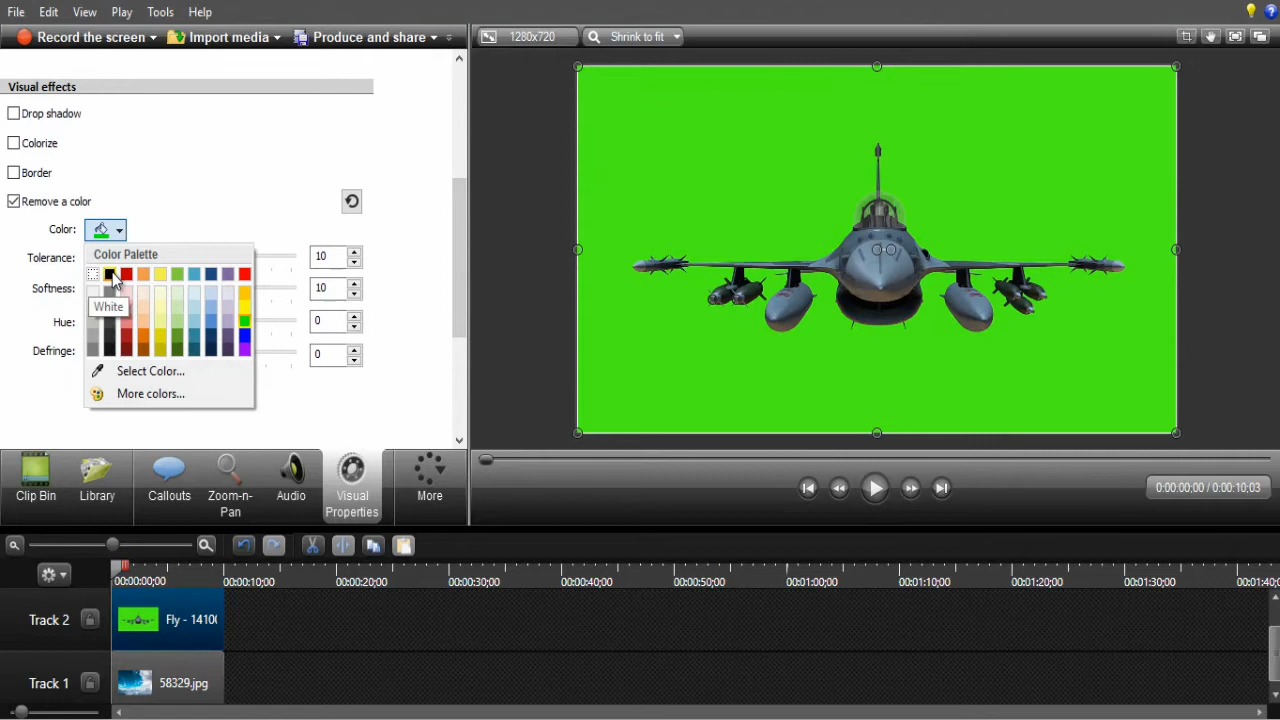 File Edit View Play Tools Help
Record the screen Import media Produce and share 1280x720 Shrink to fit
Visual effects
Drop shadow
Colorize
Border
Remove a color
Color:
Color Palette
Tolerance: 10
White
Softness: 10
Hue: 0
Defringe: 0
Select Color...
More colors...
Clip Bin Library Callouts Zoom-n-Pan Audio Visual Properties More
0:00:00;00 / 0:00:10;03
00:00:00;00 00:00:10;00 00:00:20;00 00:00:30;00 00:00:40;00 00:00:50;00 00:01:00;00 00:01:10;00 00:01:20;00 00:01:30;00 00:01:40;0
Track 2 Fly - 14100
Track 1 58329.jpg